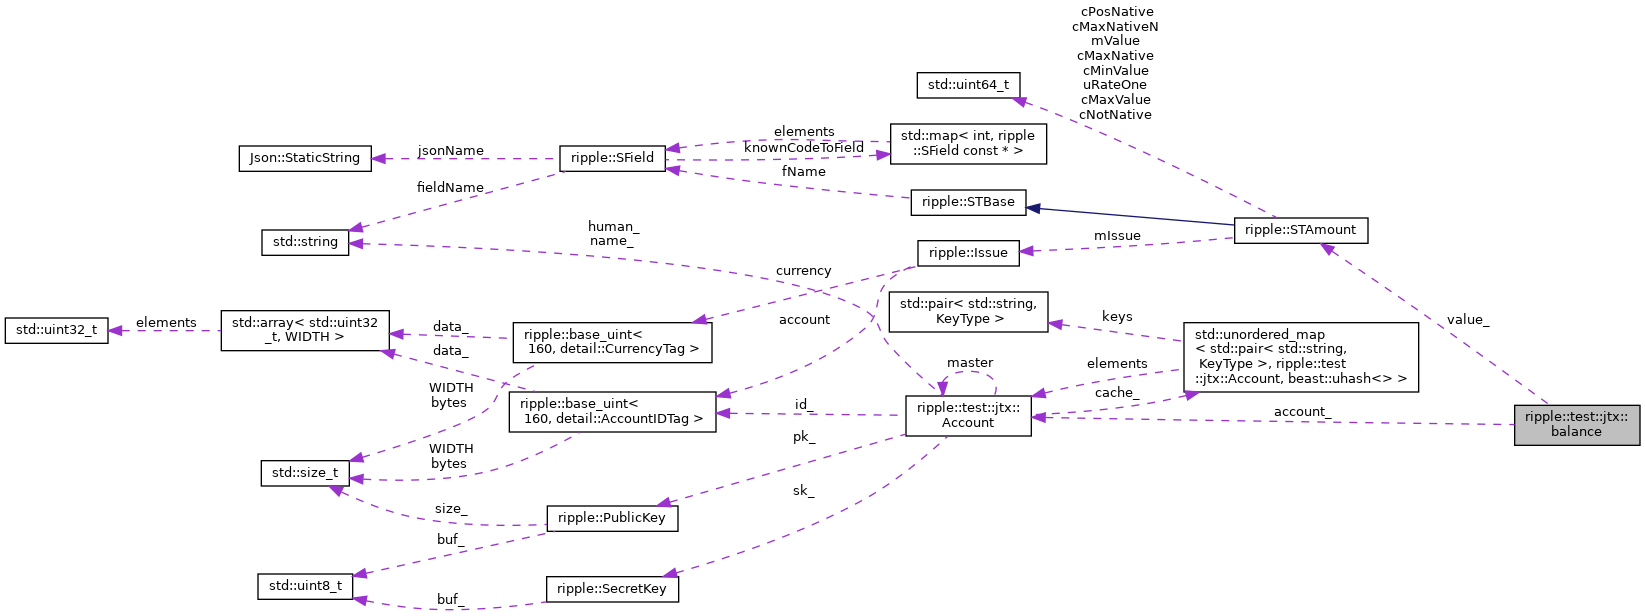 cPosNative
cMaxNativeN
mValue
cMaxNative
cMinValue
uRateOne
cMaxValue
cNotNative
std::uint64_t
elements
std::map< int, ripple
::SField const * >
Json::StaticString
jsonName
ripple::SField
knownCodeToField
fName
fieldName
ripple::STBase
human_
name_
std::string
mIssue
ripple::STAmount
ripple::Issue
currency
std::pair< std::string,
KeyType >
account
keys
value_
std::uint32_t
elements
std::array< std::uint32
_t, WIDTH >
data_
data_
ripple::base_uint<
160, detail::CurrencyTag >
std::unordered_map
< std::pair< std::string,
KeyType >, ripple::test
::jtx::Account, beast::uhash<> >
master
elements
cache_
WIDTH
bytes
ripple::base_uint<
160, detail::AccountIDTag >
id_
ripple::test::jtx::
Account
account_
ripple::test::jtx::
balance
pk_
WIDTH
bytes
std::size_t
sk_
size_
ripple::PublicKey
buf_
std::uint8_t
ripple::SecretKey
buf_